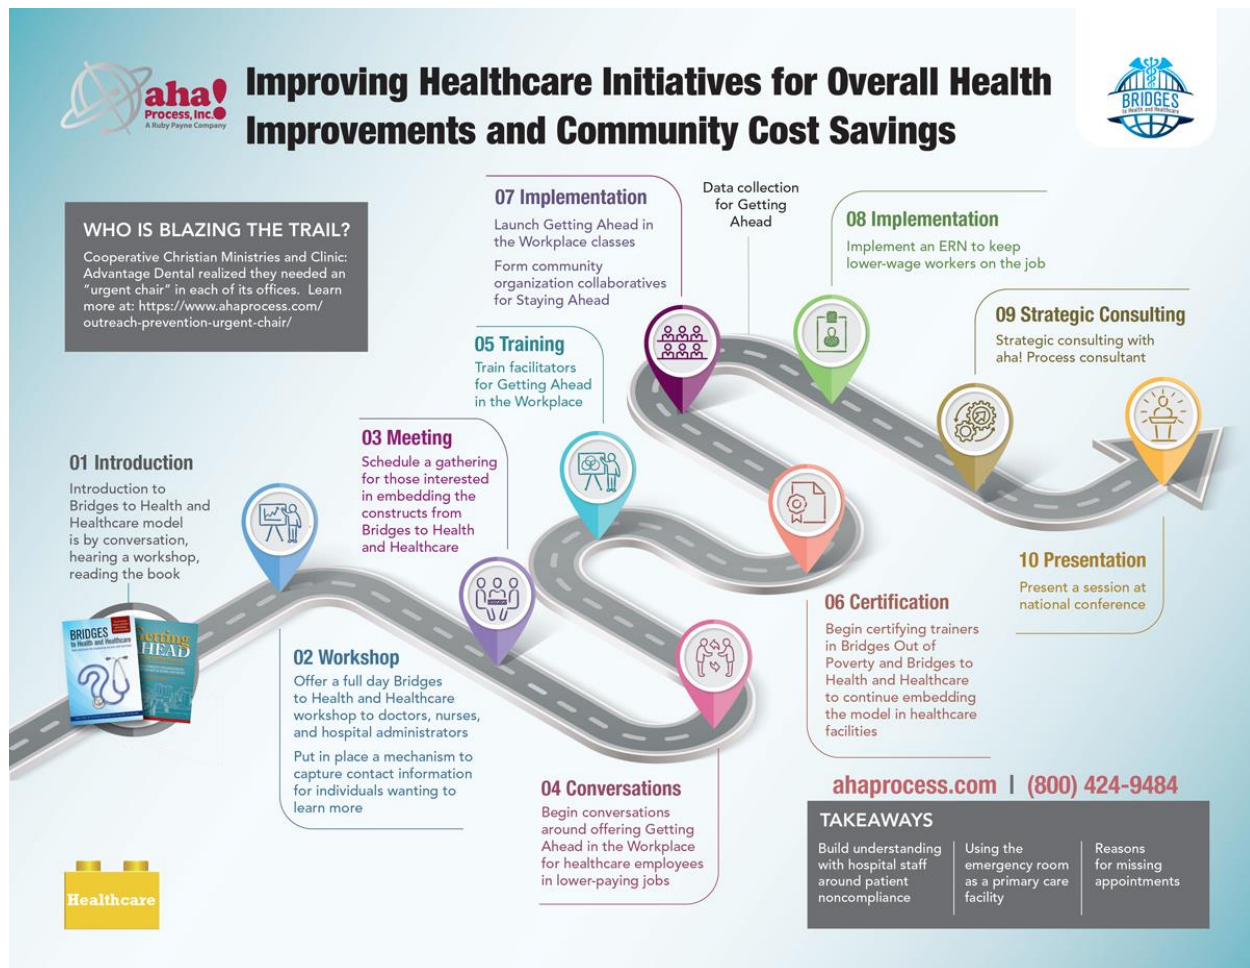 aha!
Process, Inc.
A Ruby Payne Company
Improving Healthcare Initiatives for Overall Health
Improvements and Community Cost Savings
BRIDGES
to Health and Healthcare
WHO IS BLAZING THE TRAIL?
Cooperative Christian Ministries and Clinic:
Advantage Dental realized they needed an
"urgent chair" in each of its offices. Learn
more at: https://www.ahaprocess.com/
outreach-prevention-urgent-chair/
01 Introduction
Introduction to
Bridges to Health and
Healthcare model
is by conversation,
hearing a workshop,
reading the book
BRIDGES
to Health and Healthcare
Getting
AHEAD
02 Workshop
Offer a full day Bridges
to Health and Healthcare
workshop to doctors, nurses,
and hospital administrators
Put in place a mechanism to
capture contact information
for individuals wanting to
learn more
03 Meeting
Schedule a gathering
for those interested
in embedding the
constructs from
Bridges to Health
and Healthcare
04 Conversations
Begin conversations
around offering Getting
Ahead in the Workplace
for healthcare employees
in lower-paying jobs
05 Training
Train facilitators
for Getting Ahead
in the Workplace
06 Certification
Begin certifying trainers
in Bridges Out of
Poverty and Bridges to
Health and Healthcare
to continue embedding
the model in healthcare
facilities
07 Implementation
Launch Getting Ahead in
the Workplace classes
Form community
organization collaboratives
for Staying Ahead
Data collection
for Getting
Ahead
08 Implementation
Implement an ERN to keep
lower-wage workers on the job
09 Strategic Consulting
Strategic consulting with
aha! Process consultant
10 Presentation
Present a session at
national conference
ahaprocess.com | (800) 424-9484
TAKEAWAYS
Build understanding
with hospital staff
around patient
noncompliance
Using the
emergency room
as a primary care
facility
Reasons
for missing
appointments
Healthcare